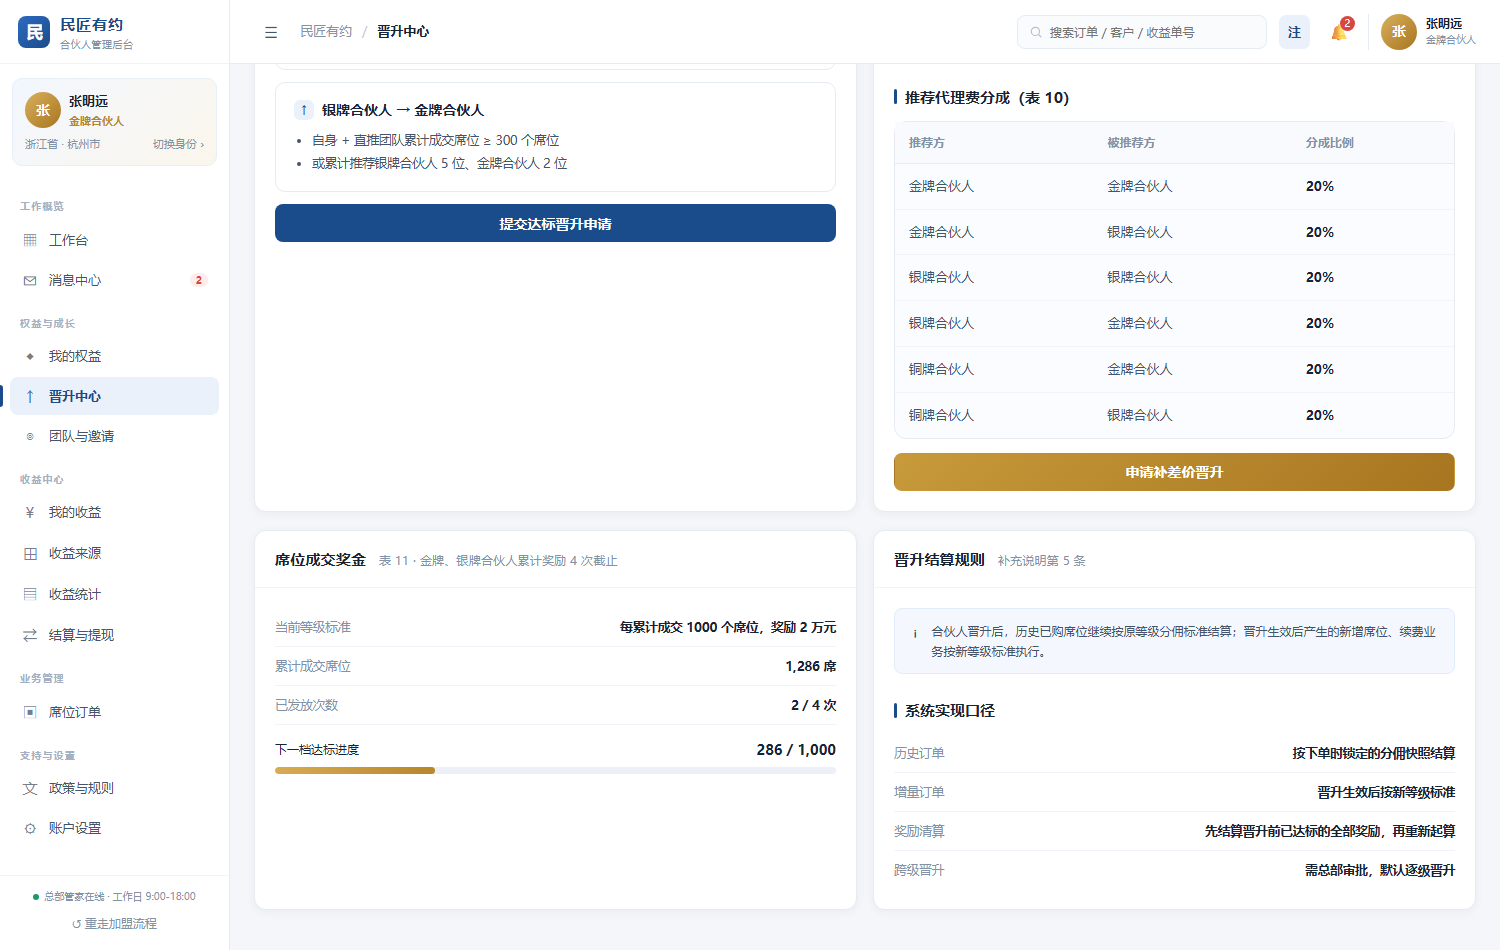 民
民匠有约
合伙人管理后台
张
张明远
金牌合伙人
浙江省 · 杭州市
切换身份 ›
工作概览
工作台
消息中心
2
权益与成长
我的权益
↑ 晋升中心
团队与邀请
收益中心
¥ 我的收益
收益来源
收益统计
结算与提现
业务管理
席位订单
支持与设置
文 政策与规则
账户设置
总部管家在线 · 工作日 9:00-18:00
↺ 重走加盟流程
☰ 民匠有约 / 晋升中心
搜索订单 / 客户 / 收益单号
注
2
张
张明远
金牌合伙人
↑ 银牌合伙人 → 金牌合伙人
• 自身 + 直推团队累计成交席位 ≥ 300 个席位
• 或累计推荐银牌合伙人 5 位、金牌合伙人 2 位
提交达标晋升申请
推荐代理费分成（表 10）
推荐方 被推荐方 分成比例
金牌合伙人 金牌合伙人 20%
金牌合伙人 银牌合伙人 20%
银牌合伙人 银牌合伙人 20%
银牌合伙人 金牌合伙人 20%
铜牌合伙人 金牌合伙人 20%
铜牌合伙人 银牌合伙人 20%
申请补差价晋升
席位成交奖金 表 11 · 金牌、银牌合伙人累计奖励 4 次截止
当前等级标准 每累计成交 1000 个席位，奖励 2 万元
累计成交席位 1,286 席
已发放次数 2 / 4 次
下一档达标进度 286 / 1,000
晋升结算规则 补充说明第 5 条
i 合伙人晋升后，历史已购席位继续按原等级分佣标准结算；晋升生效后产生的新增席位、续费业
务按新等级标准执行。
系统实现口径
历史订单 按下单时锁定的分佣快照结算
增量订单 晋升生效后按新等级标准
奖励清算 先结算晋升前已达标的全部奖励，再重新起算
跨级晋升 需总部审批，默认逐级晋升